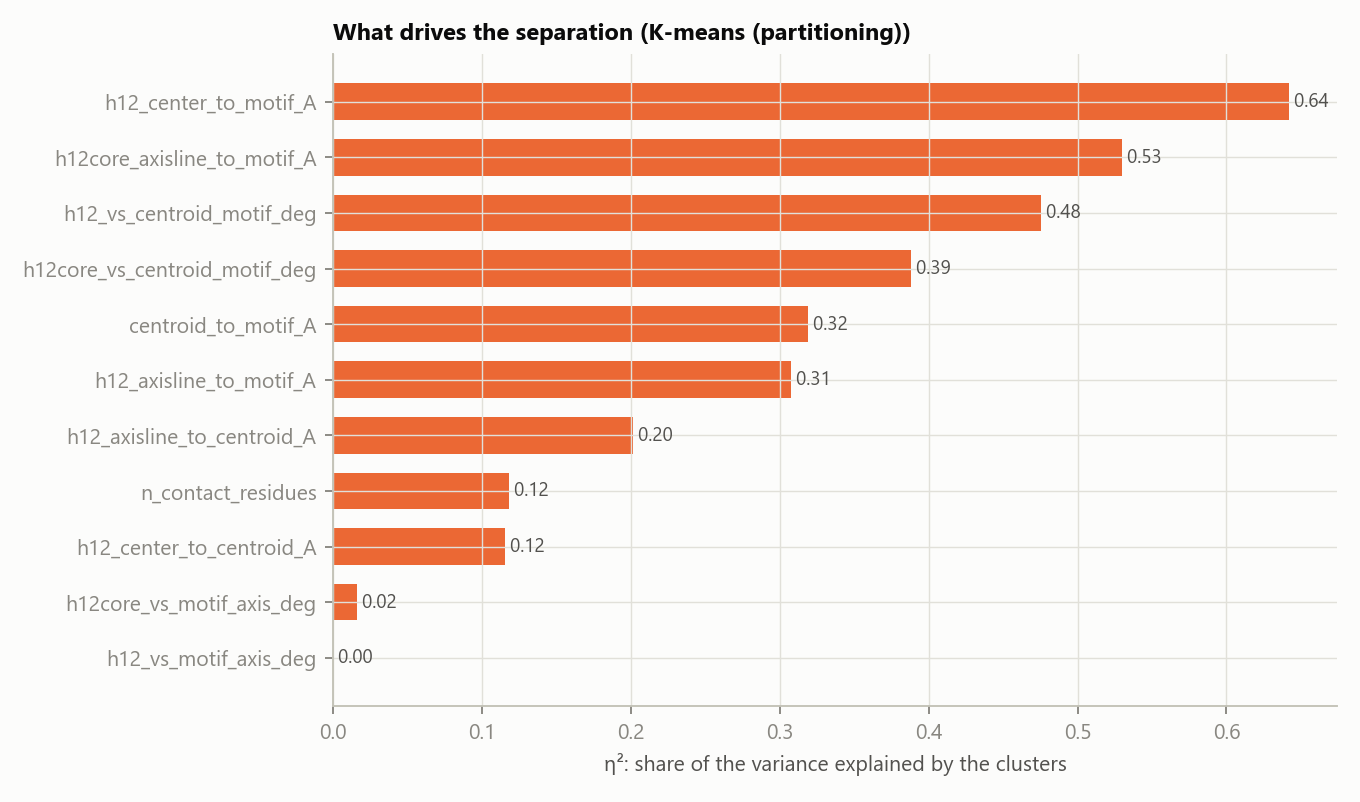 What drives the separation (K-means (partitioning))
h12_center_to_motif_A 0.64
h12core_axisline_to_motif_A 0.53
h12_vs_centroid_motif_deg 0.48
h12core_vs_centroid_motif_deg 0.39
centroid_to_motif_A 0.32
h12_axisline_to_motif_A 0.31
h12_axisline_to_centroid_A 0.20
n_contact_residues 0.12
h12_center_to_centroid_A 0.12
h12core_vs_motif_axis_deg 0.02
h12_vs_motif_axis_deg 0.00
0.0 0.1 0.2 0.3 0.4 0.5 0.6
η²: share of the variance explained by the clusters